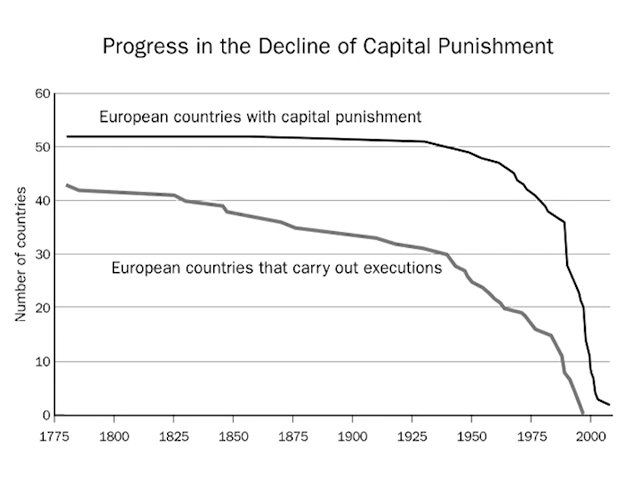 Progress in the Decline of Capital Punishment
60
European countries with capital punishment
50
40
30
European countries that carry out executions
20
10
0
Number of countries
1775 1800 1825 1850 1875 1900 1925 1950 1975 2000